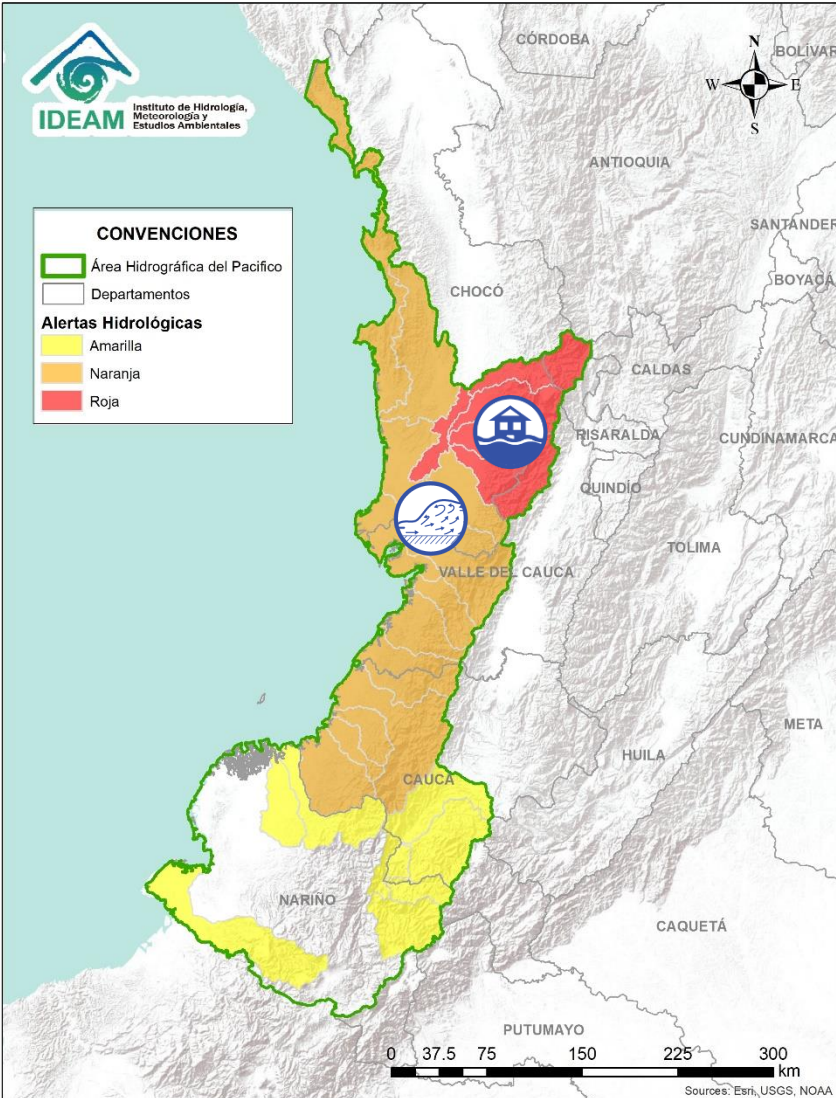 IDEAM
Instituto de Hidrología,
Meteorología y
Estudios Ambientales
CÓRDOBA
BOLÍVAR
N
W
E
S
ANTIOQUIA
SANTANDER
BOYACÁ
CONVENCIONES
Área Hidrográfica del Pacifico
Departamentos
Alertas Hidrológicas
Amarilla
Naranja
Roja
CHOCÓ
CALDAS
RISARALDA
CUNDINAMARCA
QUINDÍO
TOLIMA
VALLE DEL CAUCA
META
HUILA
CAUCA
NARIÑO
CAQUETÁ
PUTUMAYO
0 37.5 75 150 225 300
km
Sources: Esri, USGS, NOAA